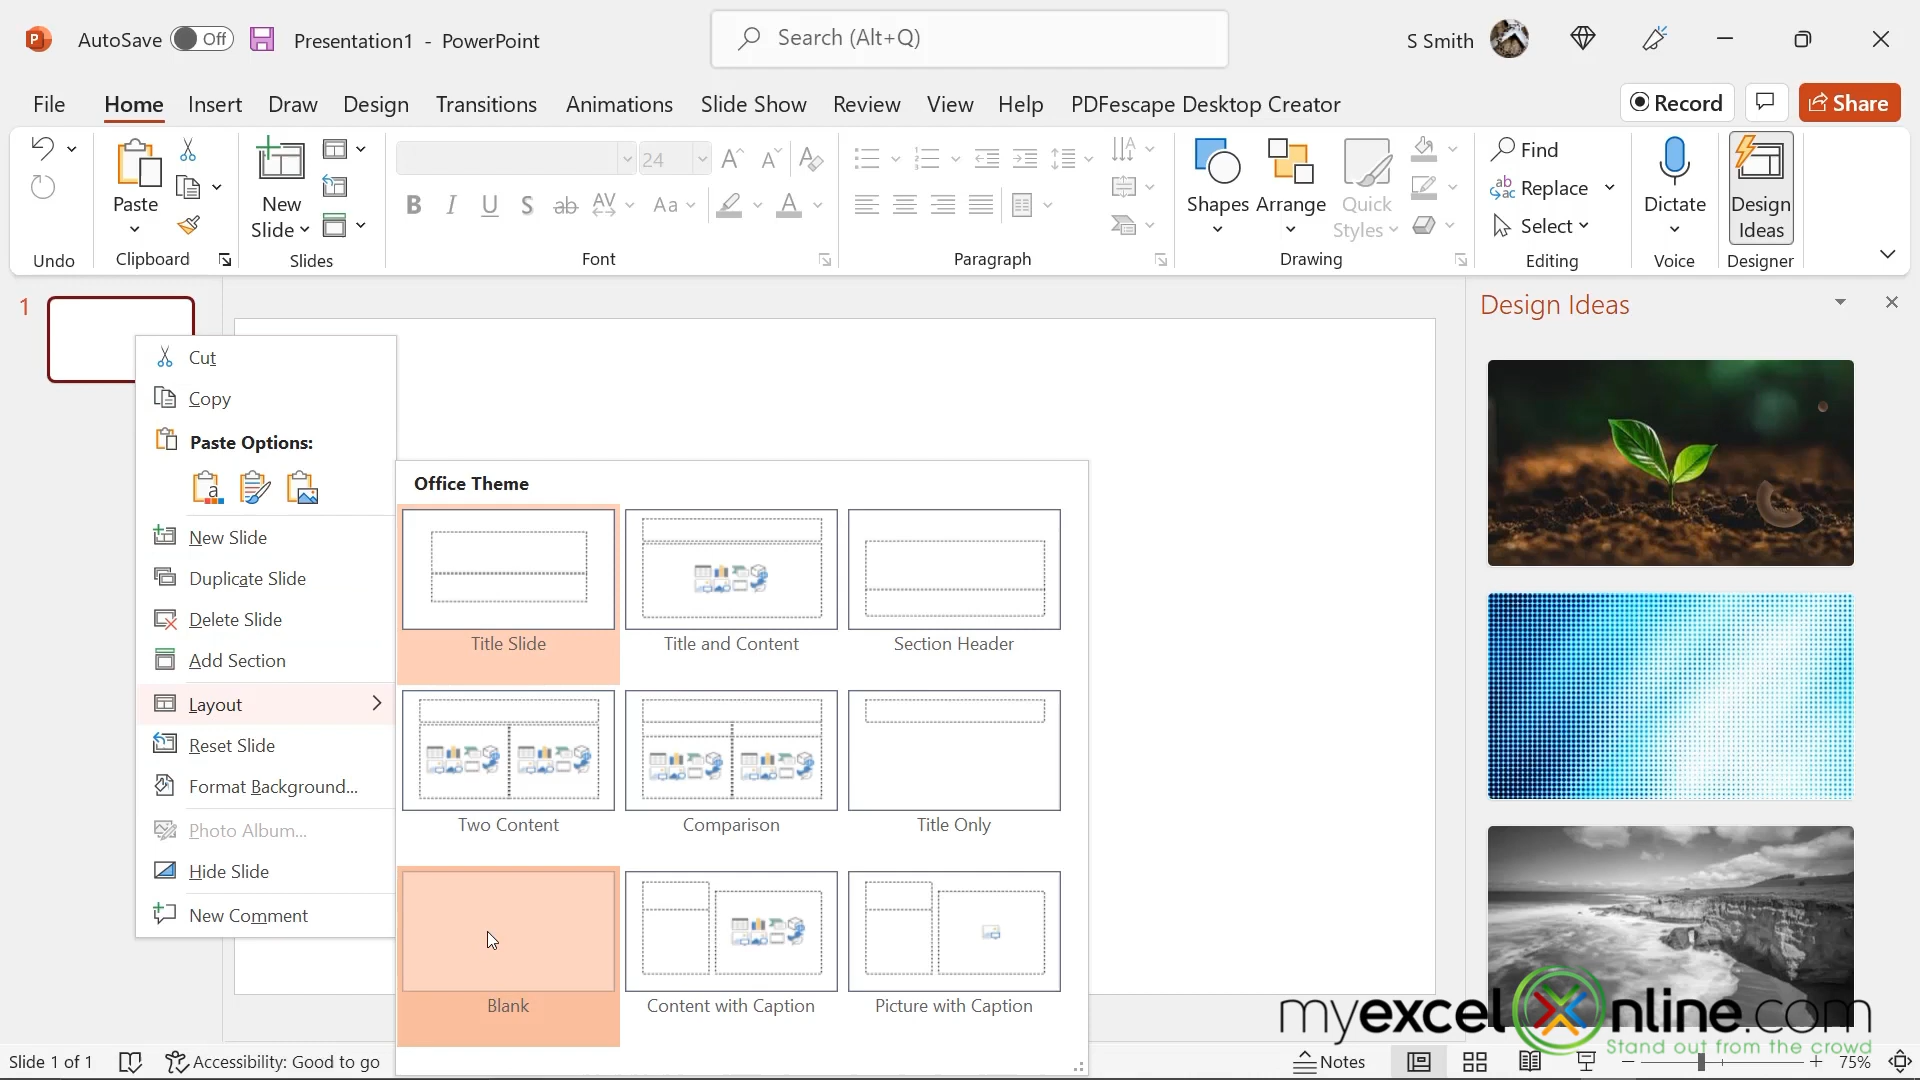 AutoSave Off Presentation1 - PowerPoint Search (Alt+Q) S Smith
File Home Insert Draw Design Transitions Animations Slide Show Review View Help PDFescape Desktop Creator Record Share
Undo
Paste
Clipboard
New
Slide
Slides
24
B I U S ab AV Aa A
Font
Paragraph
Shapes Arrange Quick
Styles
Drawing
Find
Replace
Select
Editing
Dictate
Voice
Design
Ideas
Designer
1
Cut
Copy
Paste Options:
New Slide
Duplicate Slide
Delete Slide
Add Section
Layout
Reset Slide
Format Background...
Photo Album...
Hide Slide
New Comment
Office Theme
Title Slide Title and Content Section Header
Two Content Comparison Title Only
Blank Content with Caption Picture with Caption
Design Ideas
myexcelOnline.com
Stand out from the crowd
Slide 1 of 1 Accessibility: Good to go Notes 75%